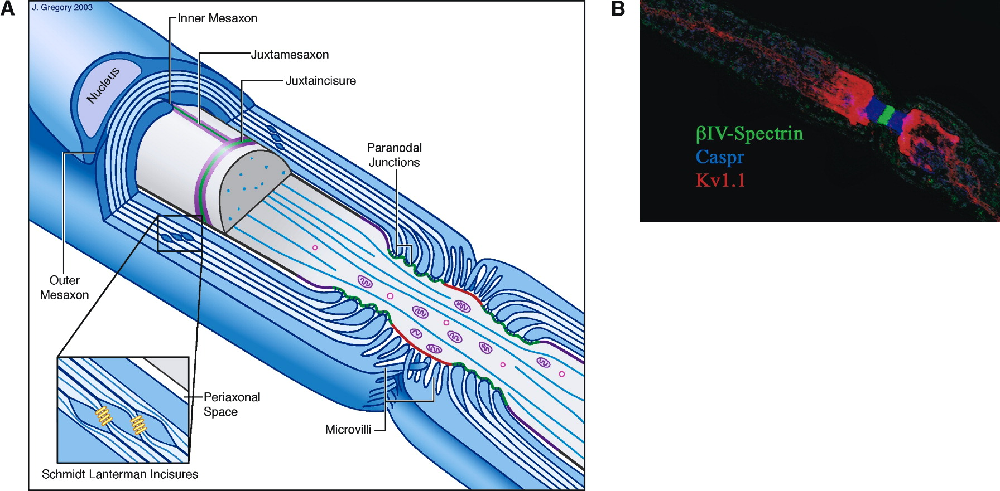 A
J. Gregory 2003
Inner Mesaxon
Juxtamesaxon
Juxtaincisure
Nucleus
Paranodal
Junctions
Outer
Mesaxon
Periaxonal
Space
Microvilli
Schmidt Lanterman Incisures
B
βIV-Spectrin
Caspr
Kv1.1